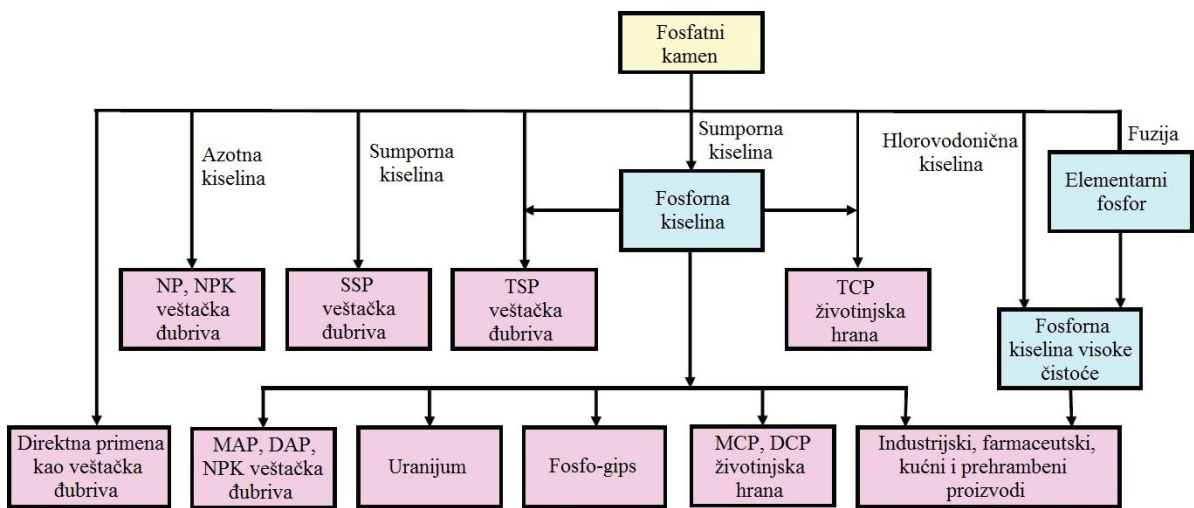 Fosfatni
kamen
Azotna
kiselina
Sumporna
kiselina
Sumporna
kiselina
Hlorovodonična
kiselina
Fuzija
Elementarni
fosfor
Fosforna
kiselina
NP, NPK
veštačka
đubriva
SSP
veštačka
đubriva
TSP
veštačka
đubriva
TCP
životinjska
hrana
Fosforna
kiselina visoke
čistoće
Direktna primena
kao veštačka
đubriva
MAP, DAP,
NPK veštačka
đubriva
Uranijum
Fosfo-gips
MCP, DCP
životinjska
hrana
Industrijski, farmaceutski,
kućni i prehrambeni
proizvodi